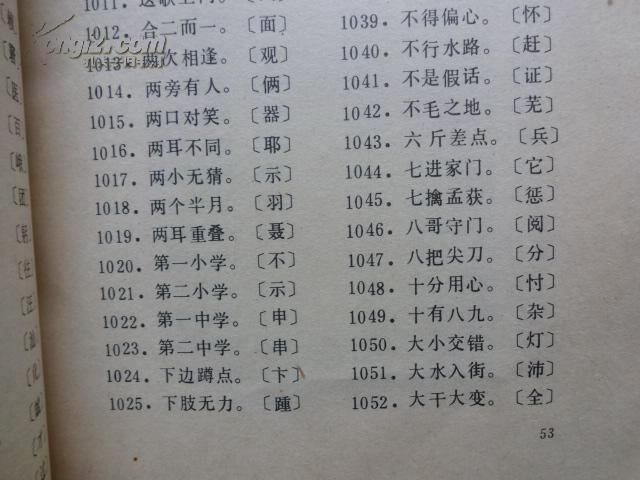 1012．合二而一。〔面〕
1013．两次相逢。〔观〕
1014．两旁有人。〔俩〕
1015．两口对笑。〔器〕
1016．两耳不同。〔耶〕
1017．两小无猜。〔示〕
1018．两个半月。〔羽〕
1019．两耳重叠。〔聂〕
1020．第一小学。〔不〕
1021．第二小学。〔示〕
1022．第一中学。〔申〕
1023．第二中学。〔串〕
1024．下边蹲点。〔卞〕
1025．下肢无力。〔踵〕
1039．不得偏心。〔怀〕
1040．不行水路。〔赶〕
1041．不是假话。〔证〕
1042．不毛之地。〔芜〕
1043．六斤差点。〔兵〕
1044．七进家门。〔它〕
1045．七擒孟获。〔惩〕
1046．八哥守门。〔阅〕
1047．八把尖刀。〔分〕
1048．十分用心。〔忖〕
1049．十有八九。〔杂〕
1050．大小交错。〔灯〕
1051．大水入街。〔沛〕
1052．大干大变。〔全〕
53